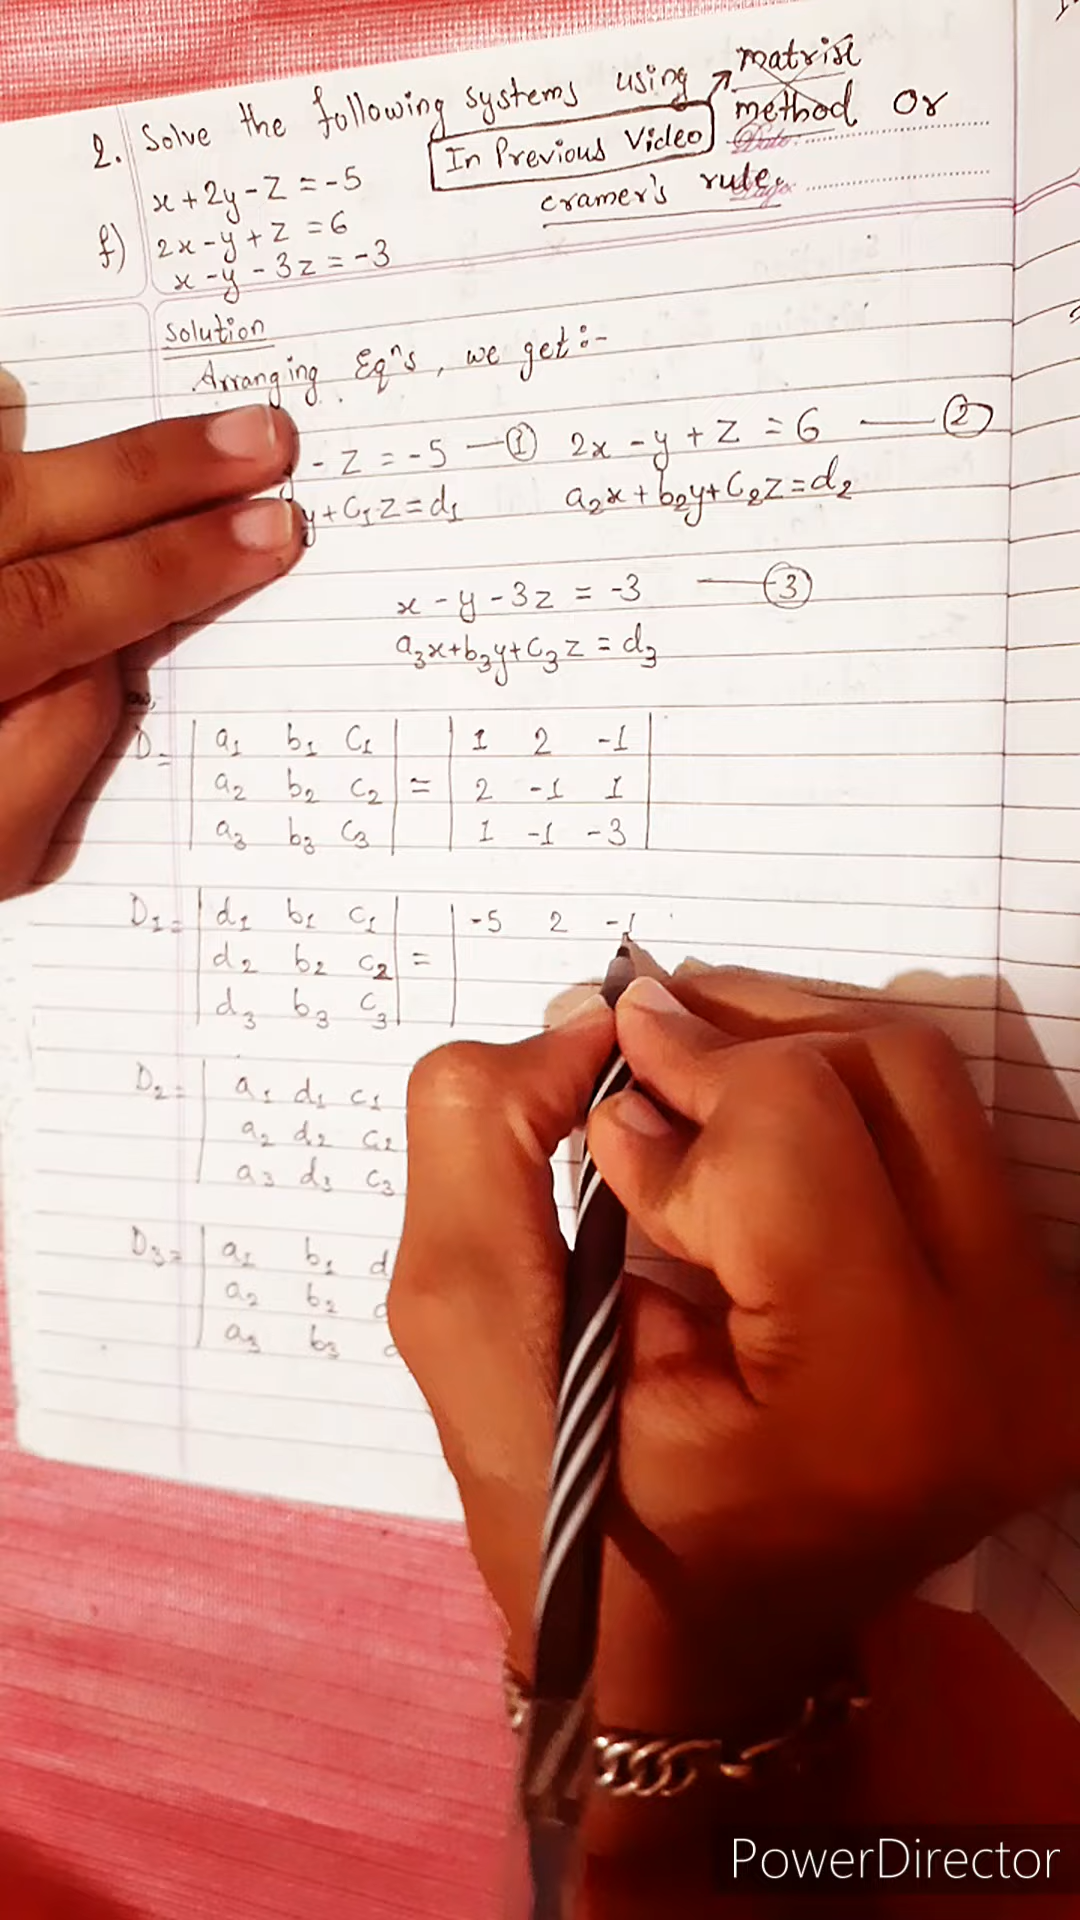 2. Solve the following systems using → matrix
In Previous Video method Or
cramer's rule.
x + 2y - z = -5
f) 2x - y + z = 6
x - y - 3z = -3
Solution
Arranging Eqⁿs, we get :-
- z = -5 — ① 2x - y + z = 6 — ②
y + c₁z = d₁ a₂x + b₂y + c₂z = d₂
x - y - 3z = -3 — ③
a₃x + b₃y + c₃z = d₃
D = | a₁ b₁ c₁ | = | 1 2 -1 |
| a₂ b₂ c₂ | | 2 -1 1 |
| a₃ b₃ c₃ | | 1 -1 -3 |
D₁ = | d₁ b₁ c₁ | = | -5 2 -1
| d₂ b₂ c₂ |
| d₃ b₃ c₃ |
D₂ = | a₁ d₁ c₁
| a₂ d₂ c₂
| a₃ d₃ c₃
D₃ = | a₁ b₁ d
| a₂ b₂
| a₃ b₃
PowerDirector